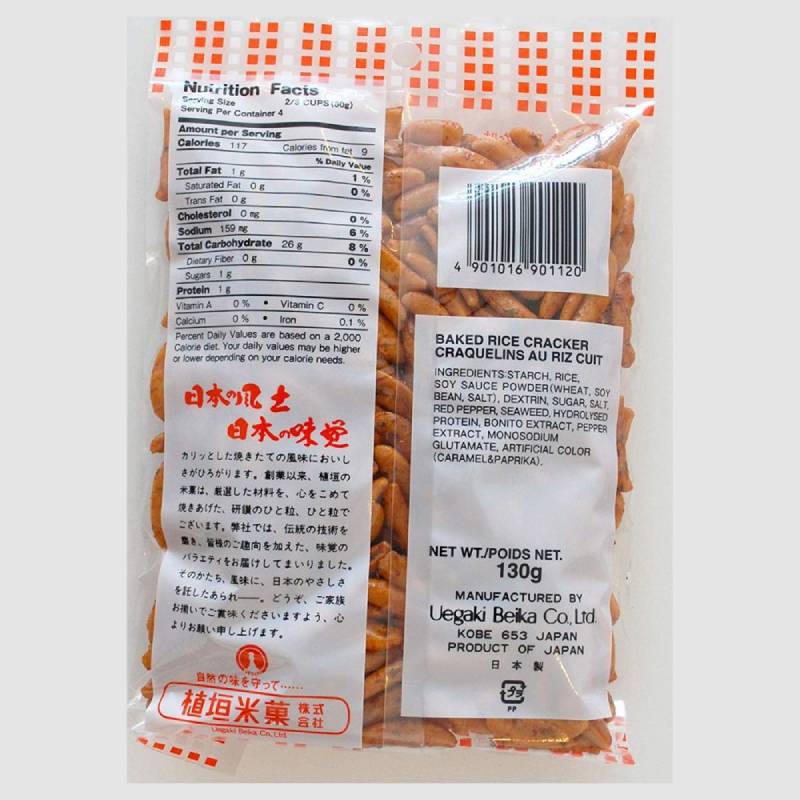 Nutrition Facts
Serving Size 2/3 CUPS (30g)
Serving Per Container 4
Amount per Serving
Calories 117 Calories from fat 9
% Daily Value
Total Fat 1 g 1 %
Saturated Fat 0 g 0 %
Trans Fat 0 g
Cholesterol 0 mg 0 %
Sodium 159 mg 6 %
Total Carbohydrate 26 g 8 %
Dietary Fiber 0 g 0 %
Sugars 1 g
Protein 1 g
Vitamin A 0 % • Vitamin C 0 %
Calcium 0 % • Iron 0.1 %
Percent Daily Values are based on a 2,000
Calorie diet. Your daily values may be higher
or lower depending on your calorie needs.
日本の風土
日本の味覚
カリッとした焼きたての風味においし
さがひろがります。創業以来、植垣の
米菓は、厳選した材料を、心をこめて
焼きあげた、研鑽のひと粒、ひと粒で
ございます。弊社では、伝統の技術を
磨き、皆様のご趣向を加えた、味覚の
バラエティをお届けしてまいりました。
そのかたち、風味に、日本のやさしさ
を託したあられ――。どうぞ、ご家族
お揃いでご賞味くださいますよう、心
よりお願い申し上げます。
自然の味を守って……
植垣米菓 株式会社
Uegaki Beika Co., Ltd.
4 901016 901120
BAKED RICE CRACKER
CRAQUELINS AU RIZ CUIT
INGREDIENTS:STARCH, RICE,
SOY SAUCE POWDER(WHEAT, SOY
BEAN, SALT), DEXTRIN, SUGAR, SALT,
RED PEPPER, SEAWEED, HYDROLYSED
PROTEIN, BONITO EXTRACT, PEPPER
EXTRACT, MONOSODIUM
GLUTAMATE, ARTIFICIAL COLOR
(CARAMEL&PAPRIKA).
NET WT./POIDS NET.
130g
MANUFACTURED BY
Uegaki Beika Co., Ltd.
KOBE 653 JAPAN
PRODUCT OF JAPAN
日本製
プラ
PP